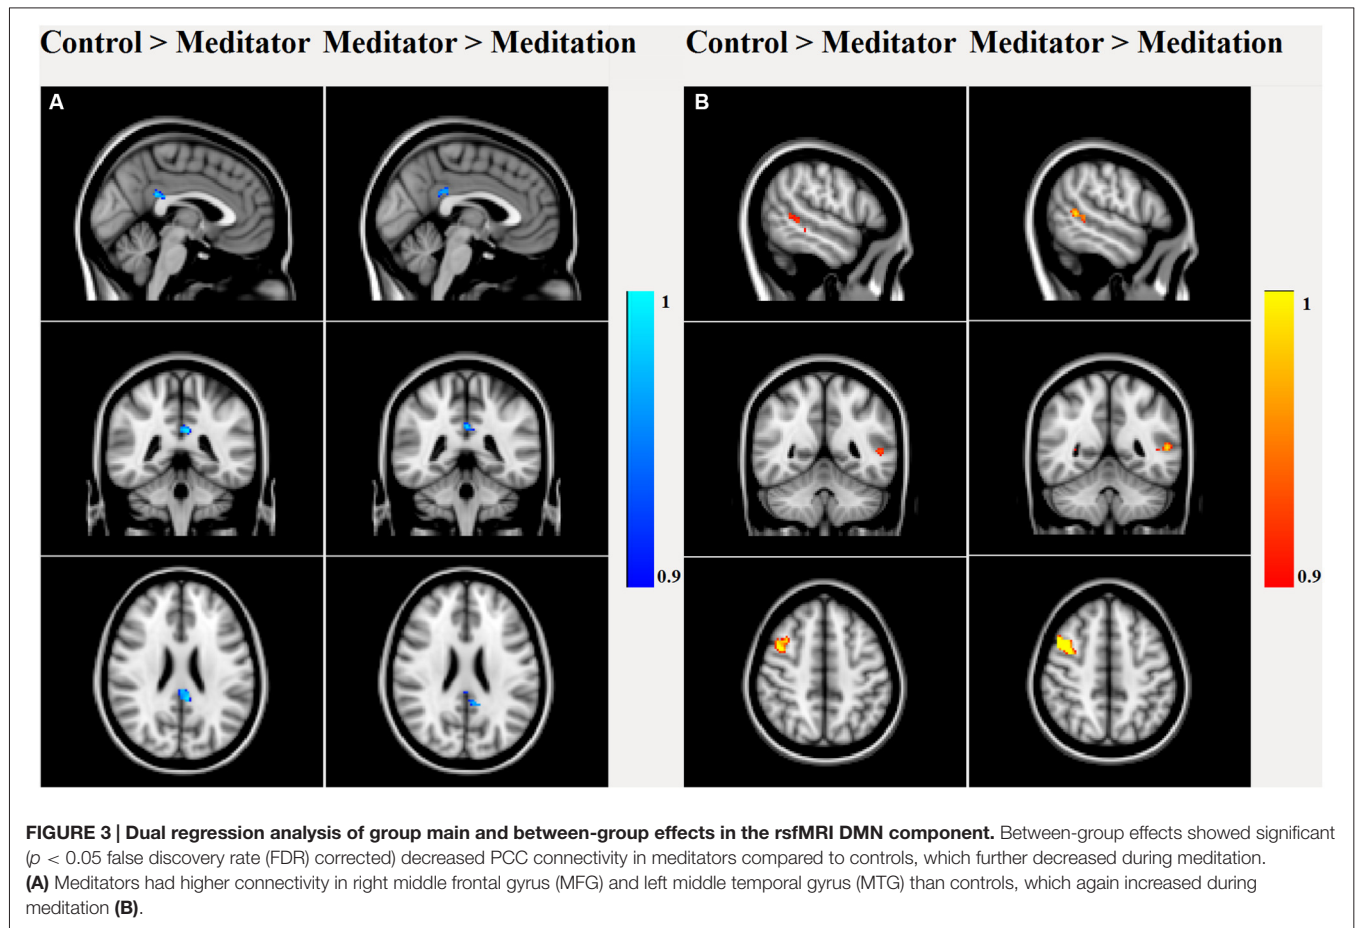 Control > Meditator Meditator > Meditation Control > Meditator Meditator > Meditation
A
B
1
1
0.9
0.9
FIGURE 3 | Dual regression analysis of group main and between-group effects in the rsfMRI DMN component. Between-group effects showed significant
(p < 0.05 false discovery rate (FDR) corrected) decreased PCC connectivity in meditators compared to controls, which further decreased during meditation.
(A) Meditators had higher connectivity in right middle frontal gyrus (MFG) and left middle temporal gyrus (MTG) than controls, which again increased during
meditation (B).